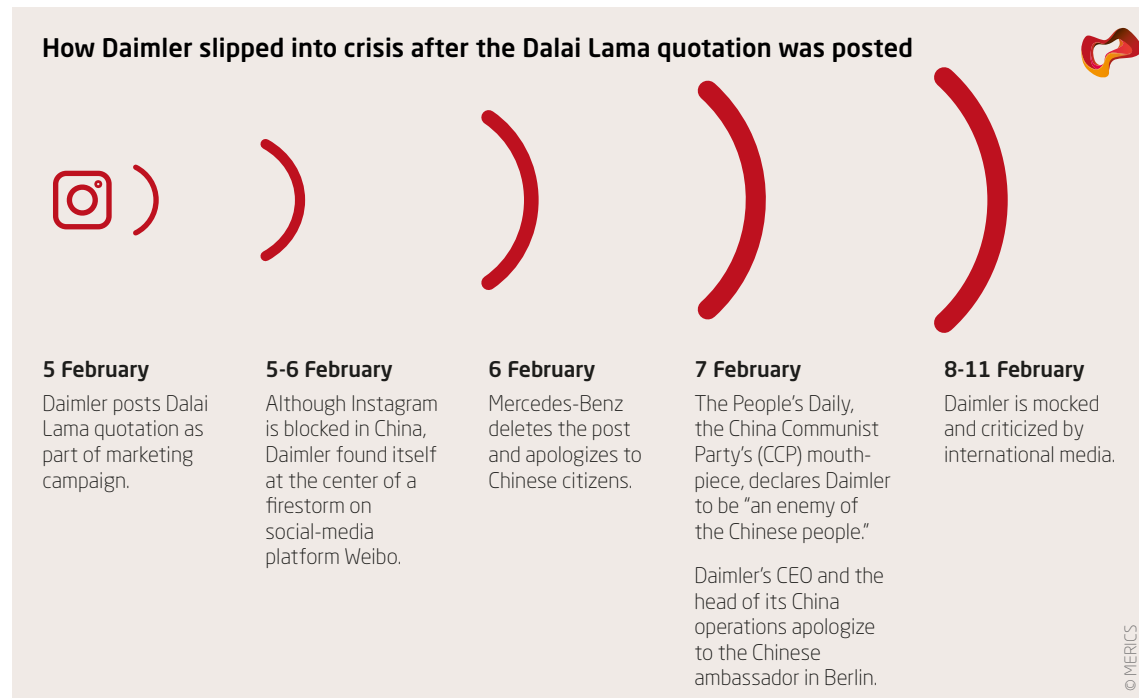 How Daimler slipped into crisis after the Dalai Lama quotation was posted
5 February
Daimler posts Dalai
Lama quotation as
part of marketing
campaign.
5-6 February
Although Instagram
is blocked in China,
Daimler found itself
at the center of a
firestorm on
social-media
platform Weibo.
6 February
Mercedes-Benz
deletes the post
and apologizes to
Chinese citizens.
7 February
The People's Daily,
the China Communist
Party's (CCP) mouth-
piece, declares Daimler
to be "an enemy of
the Chinese people."
Daimler's CEO and the
head of its China
operations apologize
to the Chinese
ambassador in Berlin.
8-11 February
Daimler is mocked
and criticized by
international media.
© MERICS